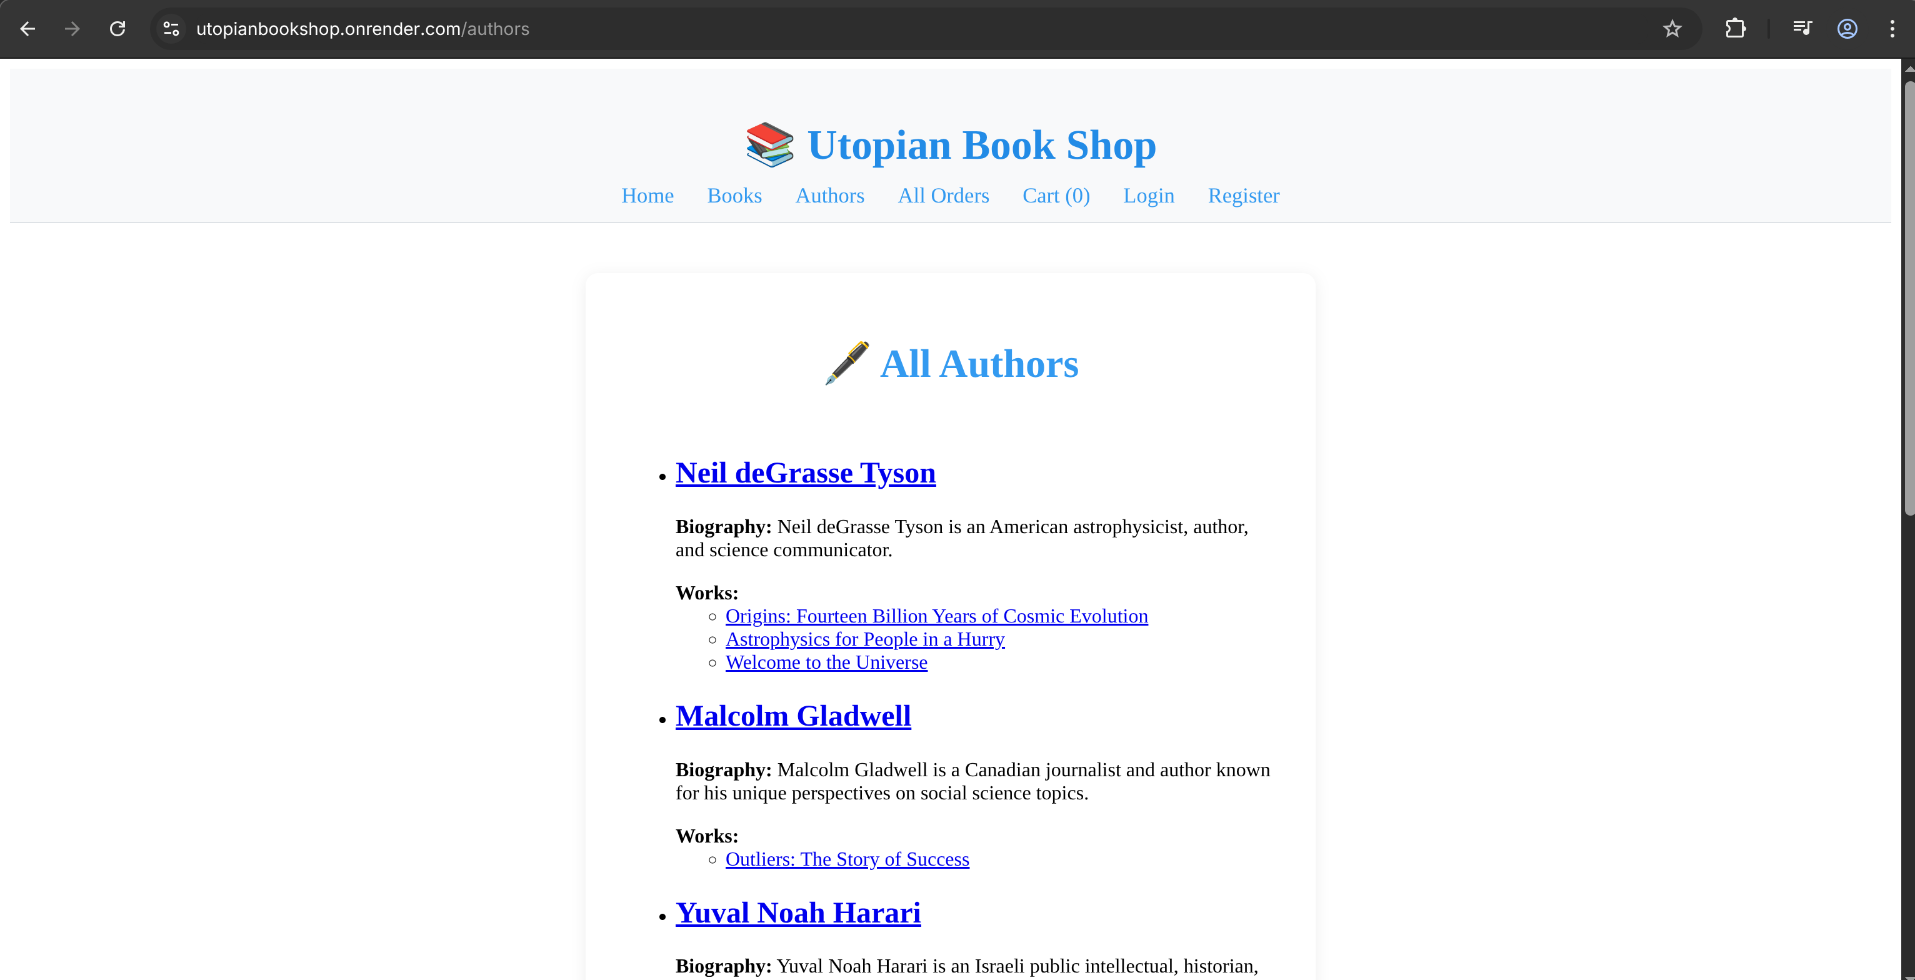 utopianbookshop.onrender.com/authors
📚 Utopian Book Shop
Home Books Authors All Orders Cart (0) Login Register
🖋️ All Authors
• Neil deGrasse Tyson
Biography: Neil deGrasse Tyson is an American astrophysicist, author,
and science communicator.
Works:
◦ Origins: Fourteen Billion Years of Cosmic Evolution
◦ Astrophysics for People in a Hurry
◦ Welcome to the Universe
• Malcolm Gladwell
Biography: Malcolm Gladwell is a Canadian journalist and author known
for his unique perspectives on social science topics.
Works:
◦ Outliers: The Story of Success
• Yuval Noah Harari
Biography: Yuval Noah Harari is an Israeli public intellectual, historian,